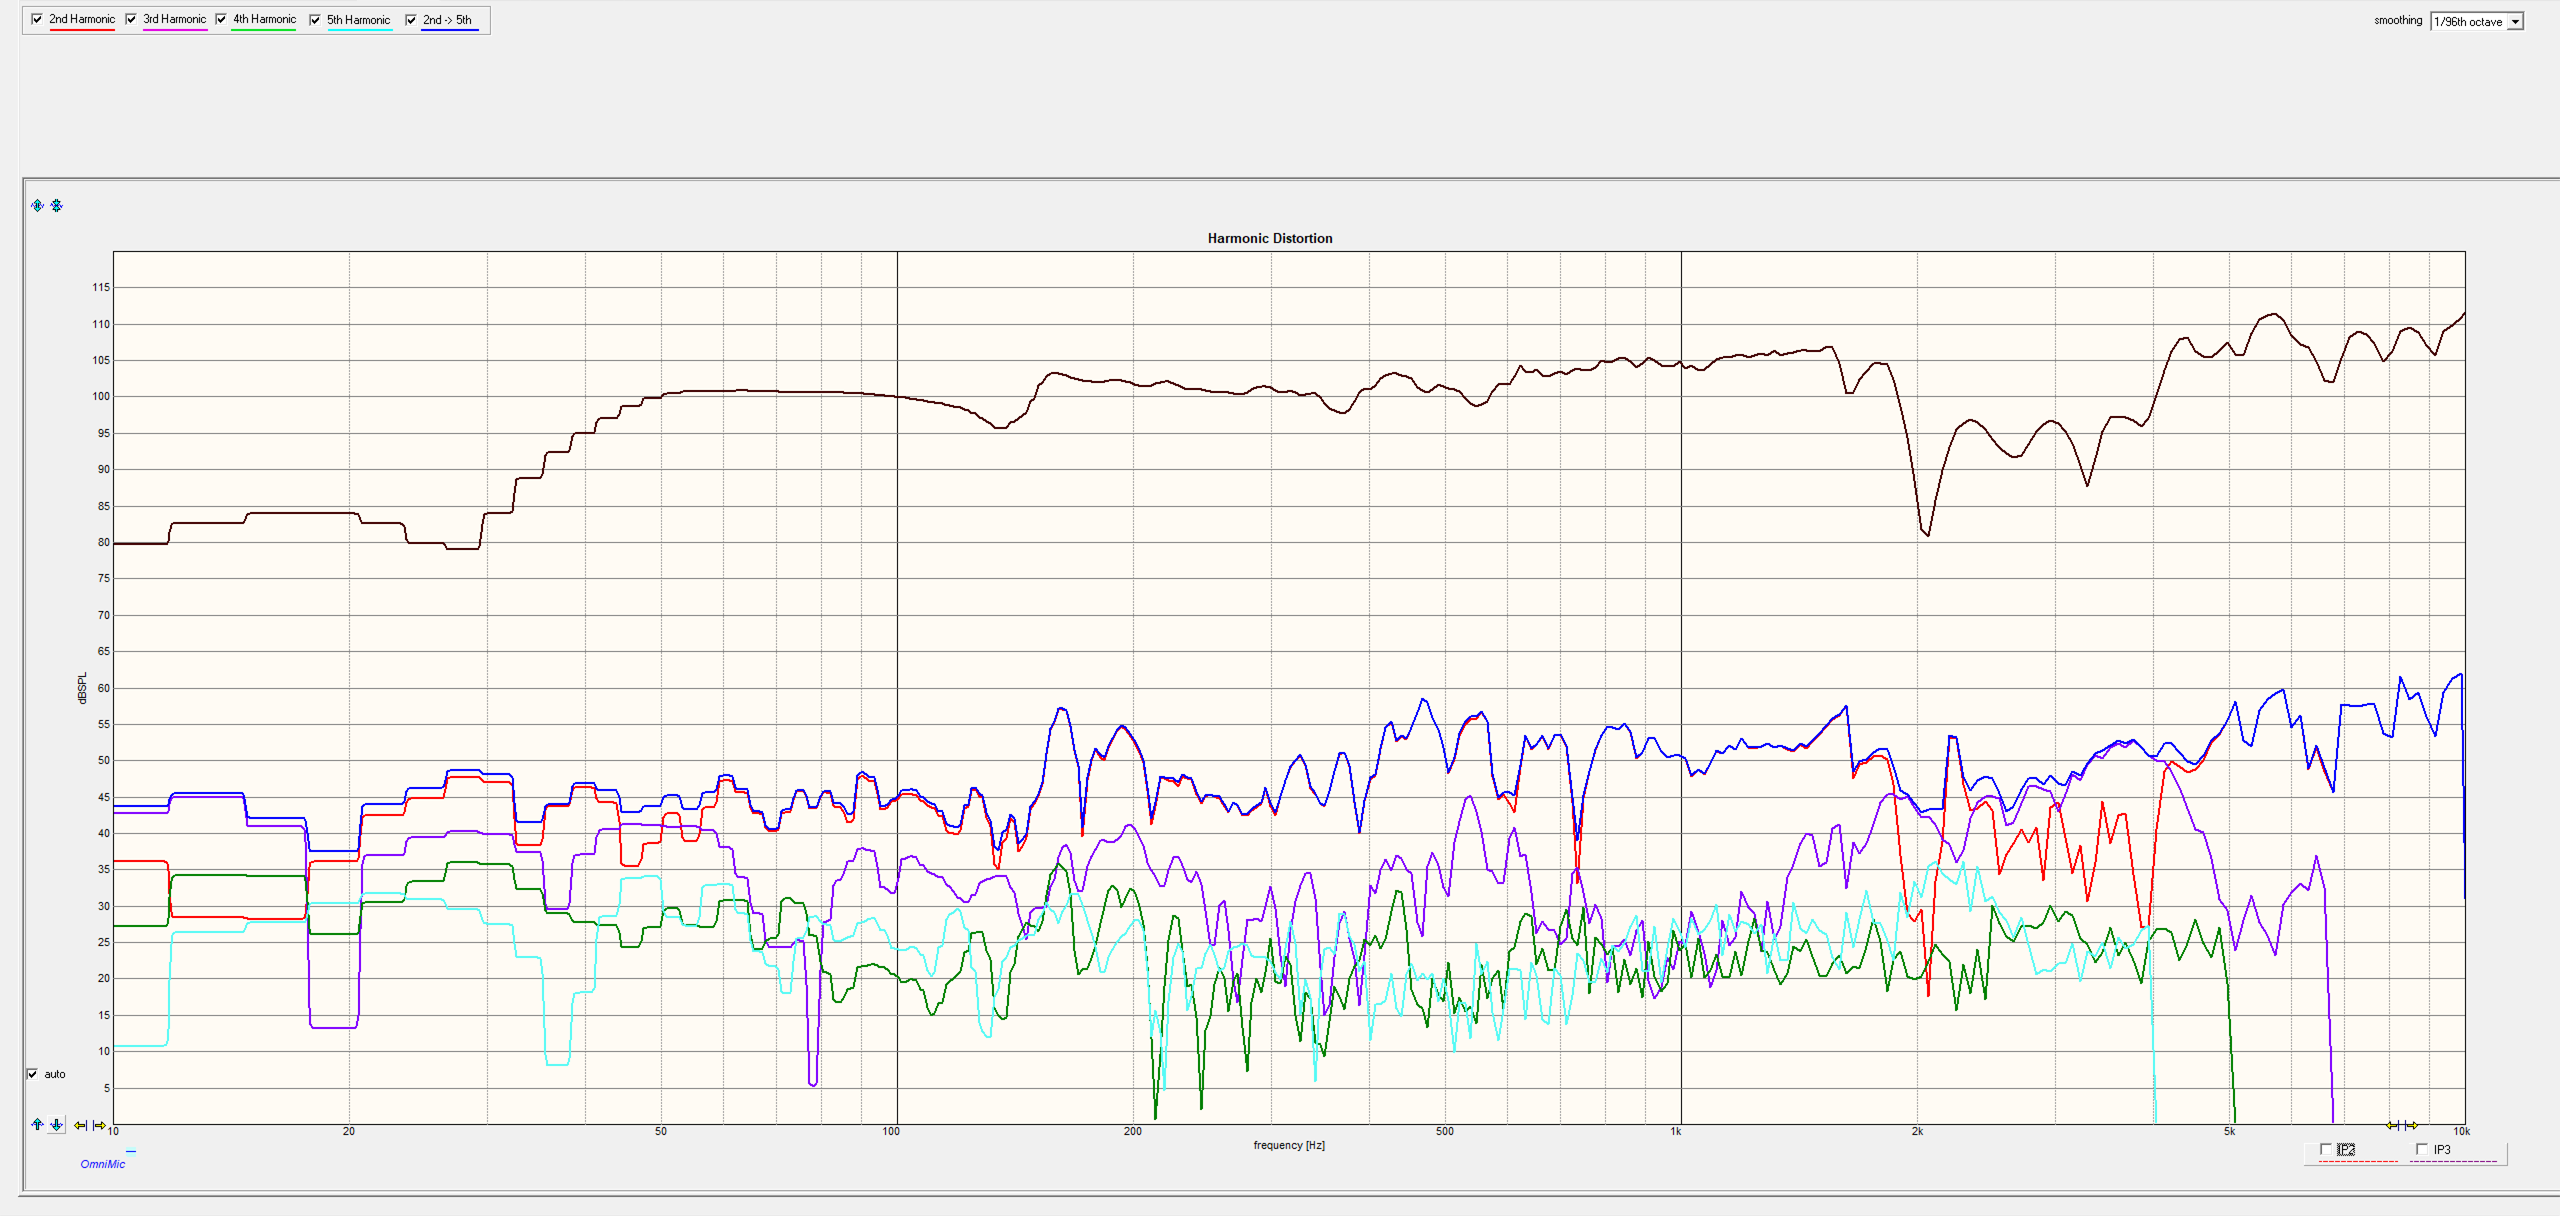 2nd Harmonic 3rd Harmonic 4th Harmonic 5th Harmonic 2nd -> 5th smoothing 1/96th octave
Harmonic Distortion
115
110
105
100
95
90
85
80
75
70
65
60
dBSPL
55
50
45
40
35
30
25
20
15
10
auto
5
10 20 50 100 200 500 1k 2k 5k 10k
frequency [Hz]
IP2 IP3
OmniMic